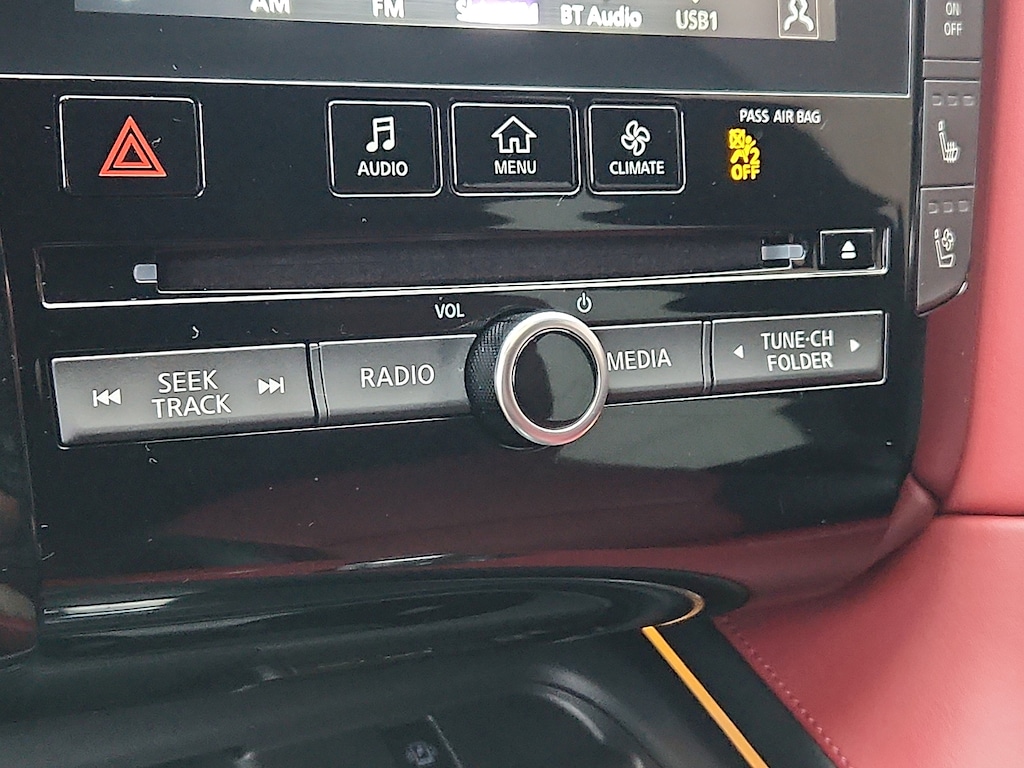 AM
FM
BT Audio
USB1
ON
OFF
AUDIO
MENU
CLIMATE
PASS AIR BAG
2
OFF
VOL
SEEK
TRACK
RADIO
MEDIA
TUNE-CH
FOLDER